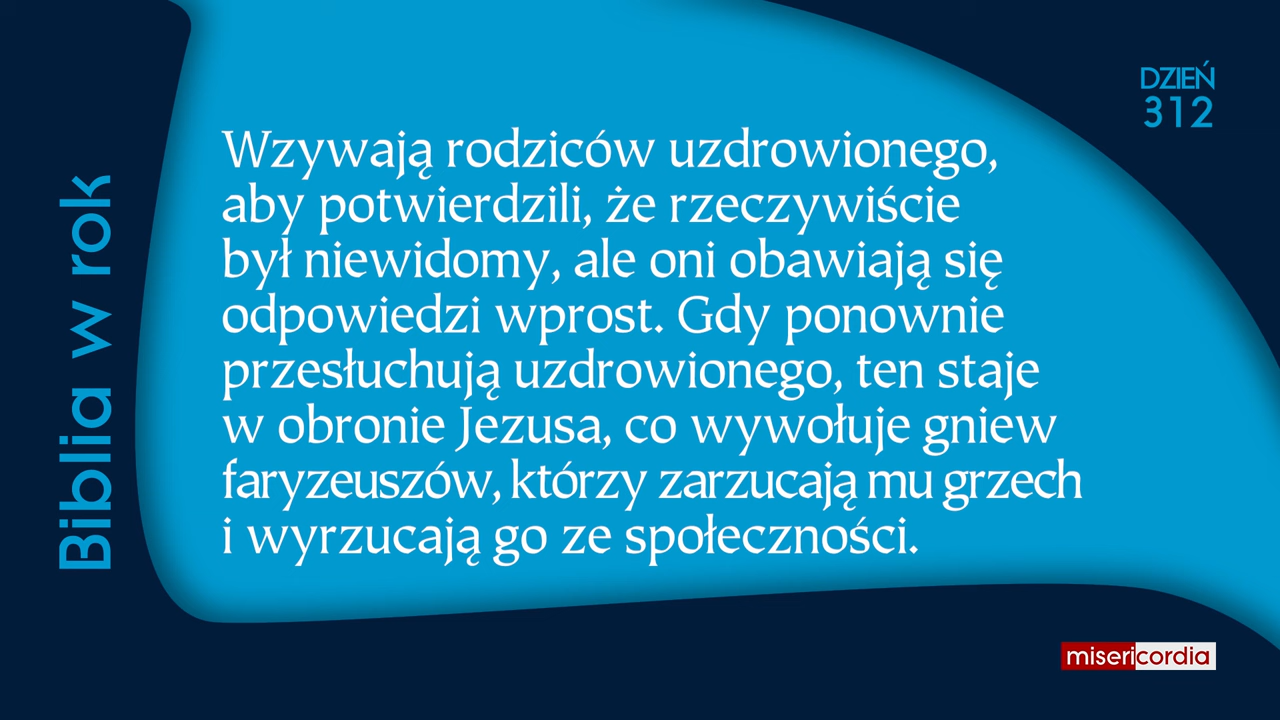 DZIEŃ
312
Biblia w rok
Wzywają rodziców uzdrowionego,
aby potwierdzili, że rzeczywiście
był niewidomy, ale oni obawiają się
odpowiedzi wprost. Gdy ponownie
przesłuchują uzdrowionego, ten staje
w obronie Jezusa, co wywołuje gniew
faryzeuszów, którzy zarzucają mu grzech
i wyrzucają go ze społeczności.
misericordia